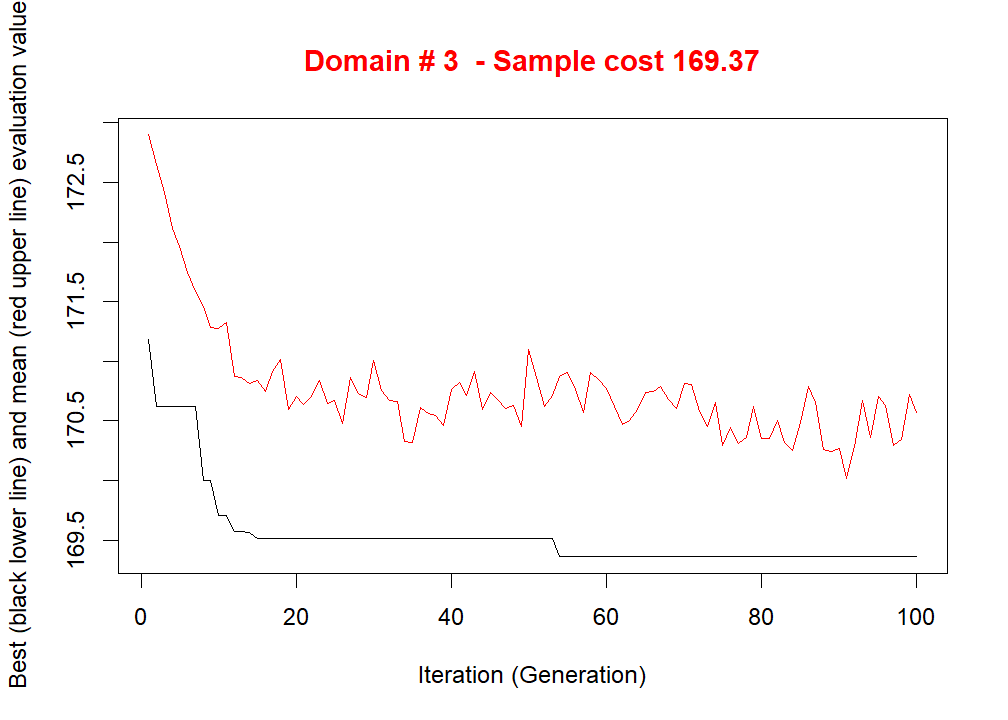 Domain # 3  - Sample cost 169.37
Best (black lower line) and mean (red upper line) evaluation value
172.5
171.5
170.5
169.5
0 20 40 60 80 100
Iteration (Generation)